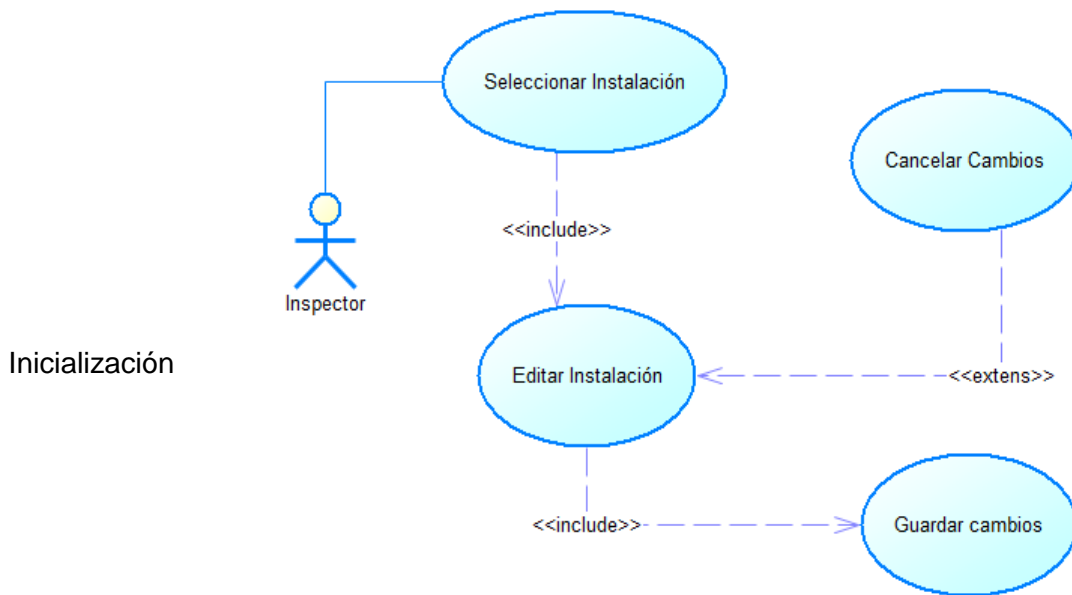 Seleccionar Instalación
Cancelar Cambios
<<include>>
Inspector
Inicialización
Editar Instalación
<<extens>>
<<include>>
Guardar cambios